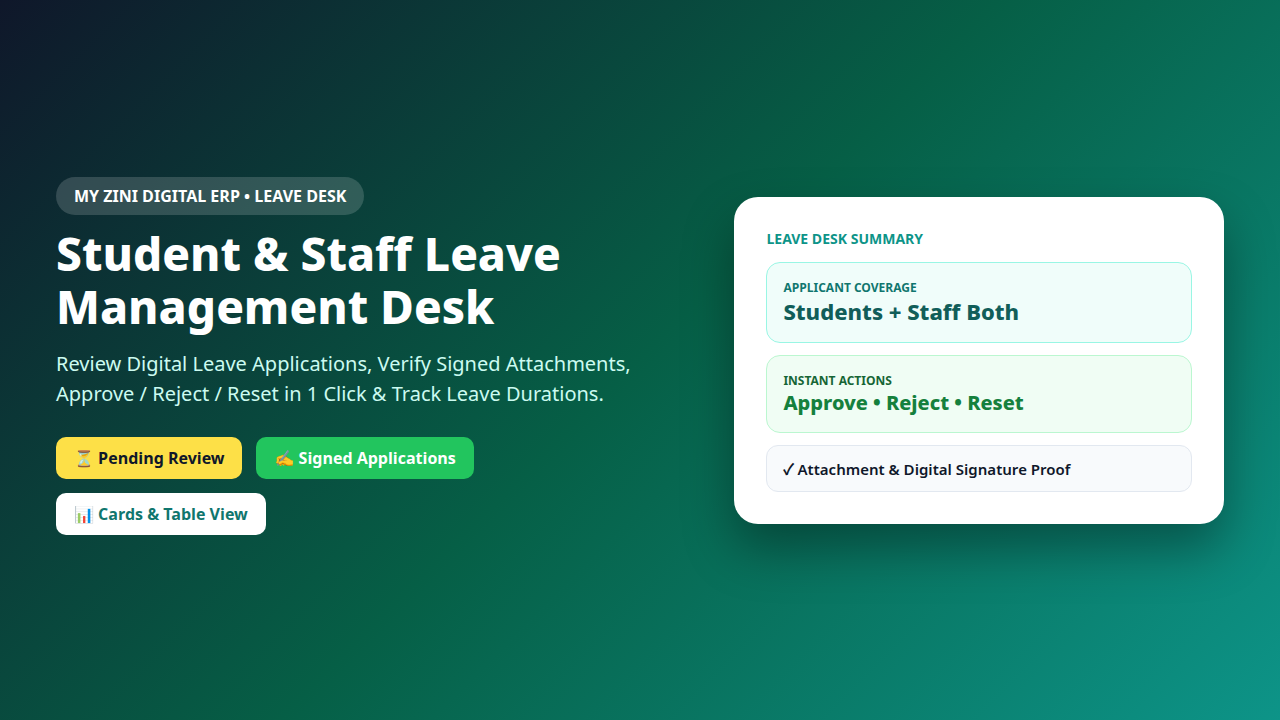 MY ZINI DIGITAL ERP • LEAVE DESK
Student & Staff Leave
Management Desk
Review Digital Leave Applications, Verify Signed Attachments,
Approve / Reject / Reset in 1 Click & Track Leave Durations.
⏳ Pending Review
✍️ Signed Applications
📊 Cards & Table View
LEAVE DESK SUMMARY
APPLICANT COVERAGE
Students + Staff Both
INSTANT ACTIONS
Approve • Reject • Reset
✓ Attachment & Digital Signature Proof